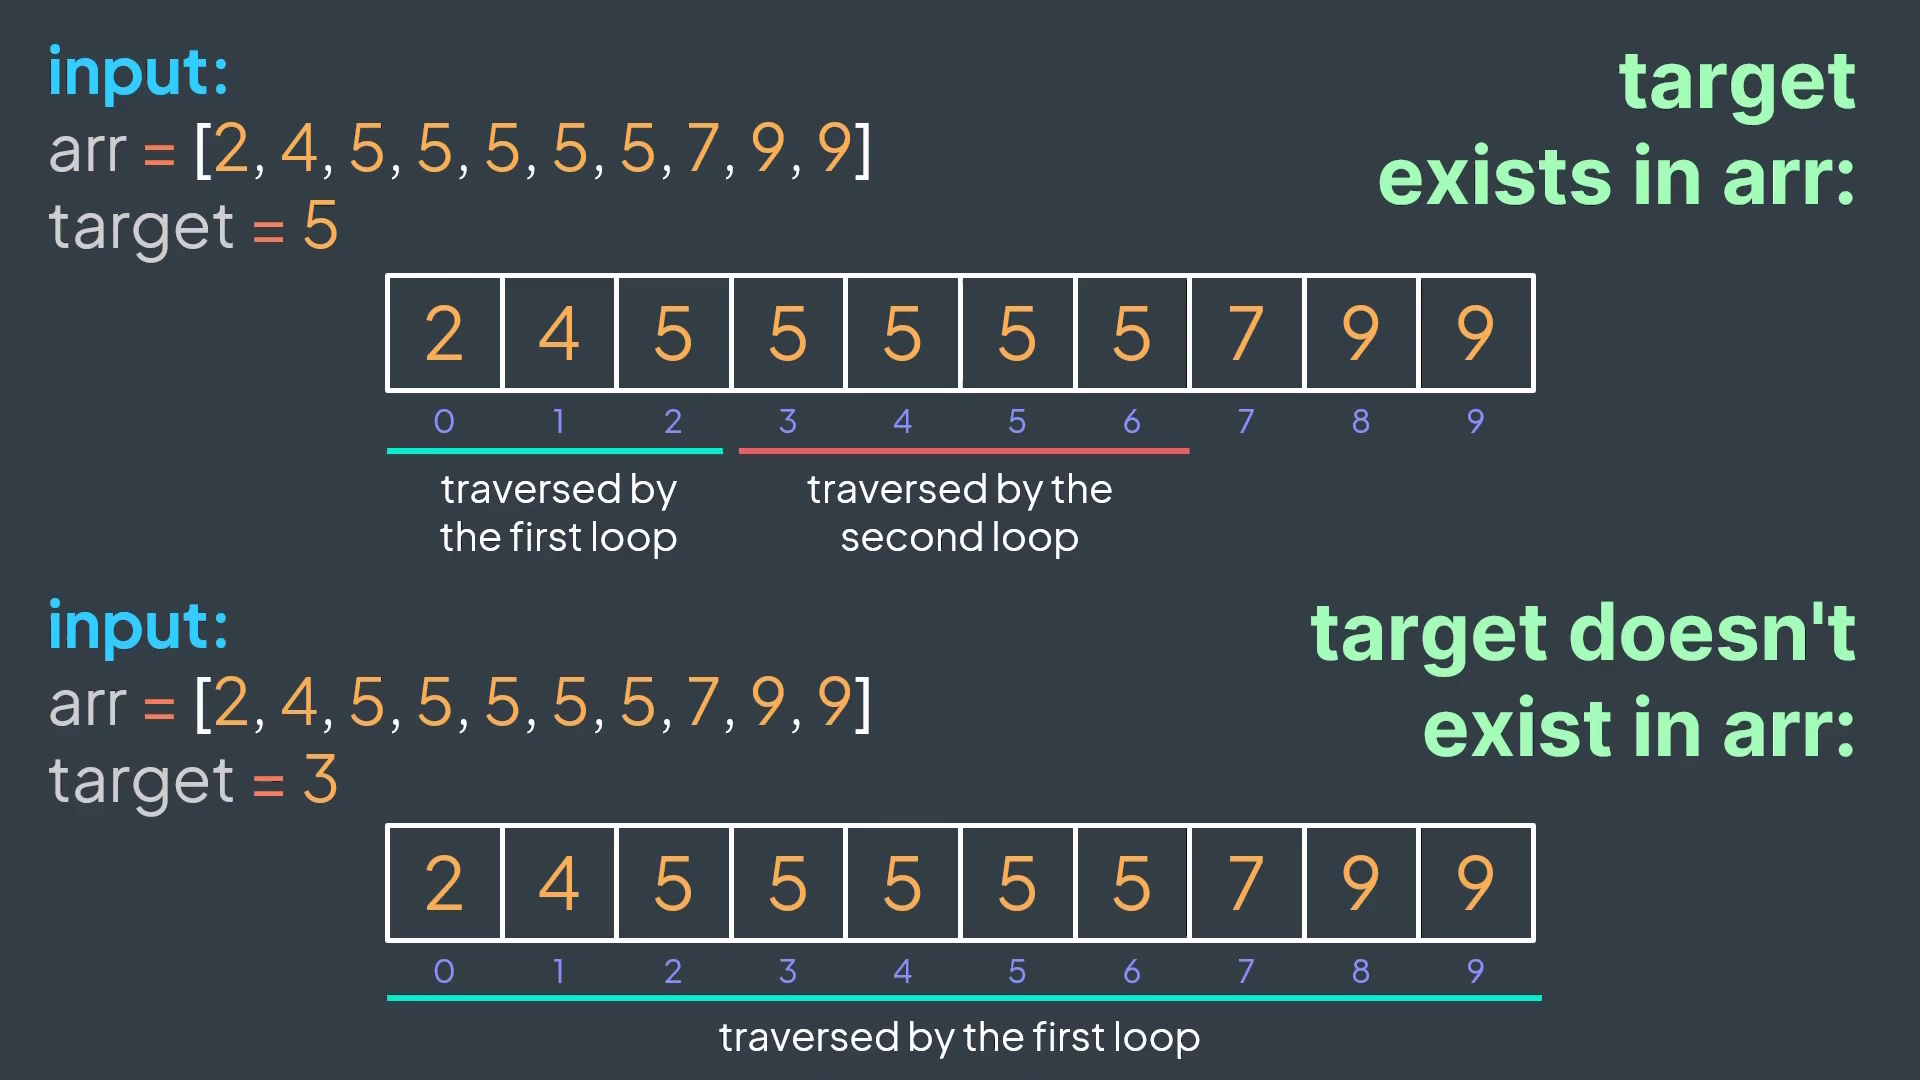 input:
arr = [2, 4, 5, 5, 5, 5, 5, 7, 9, 9]
target = 5
target
exists in arr:
2 4 5 5 5 5 5 7 9 9
0 1 2 3 4 5 6 7 8 9
traversed by
the first loop
traversed by the
second loop
input:
arr = [2, 4, 5, 5, 5, 5, 5, 7, 9, 9]
target = 3
target doesn't
exist in arr:
2 4 5 5 5 5 5 7 9 9
0 1 2 3 4 5 6 7 8 9
traversed by the first loop